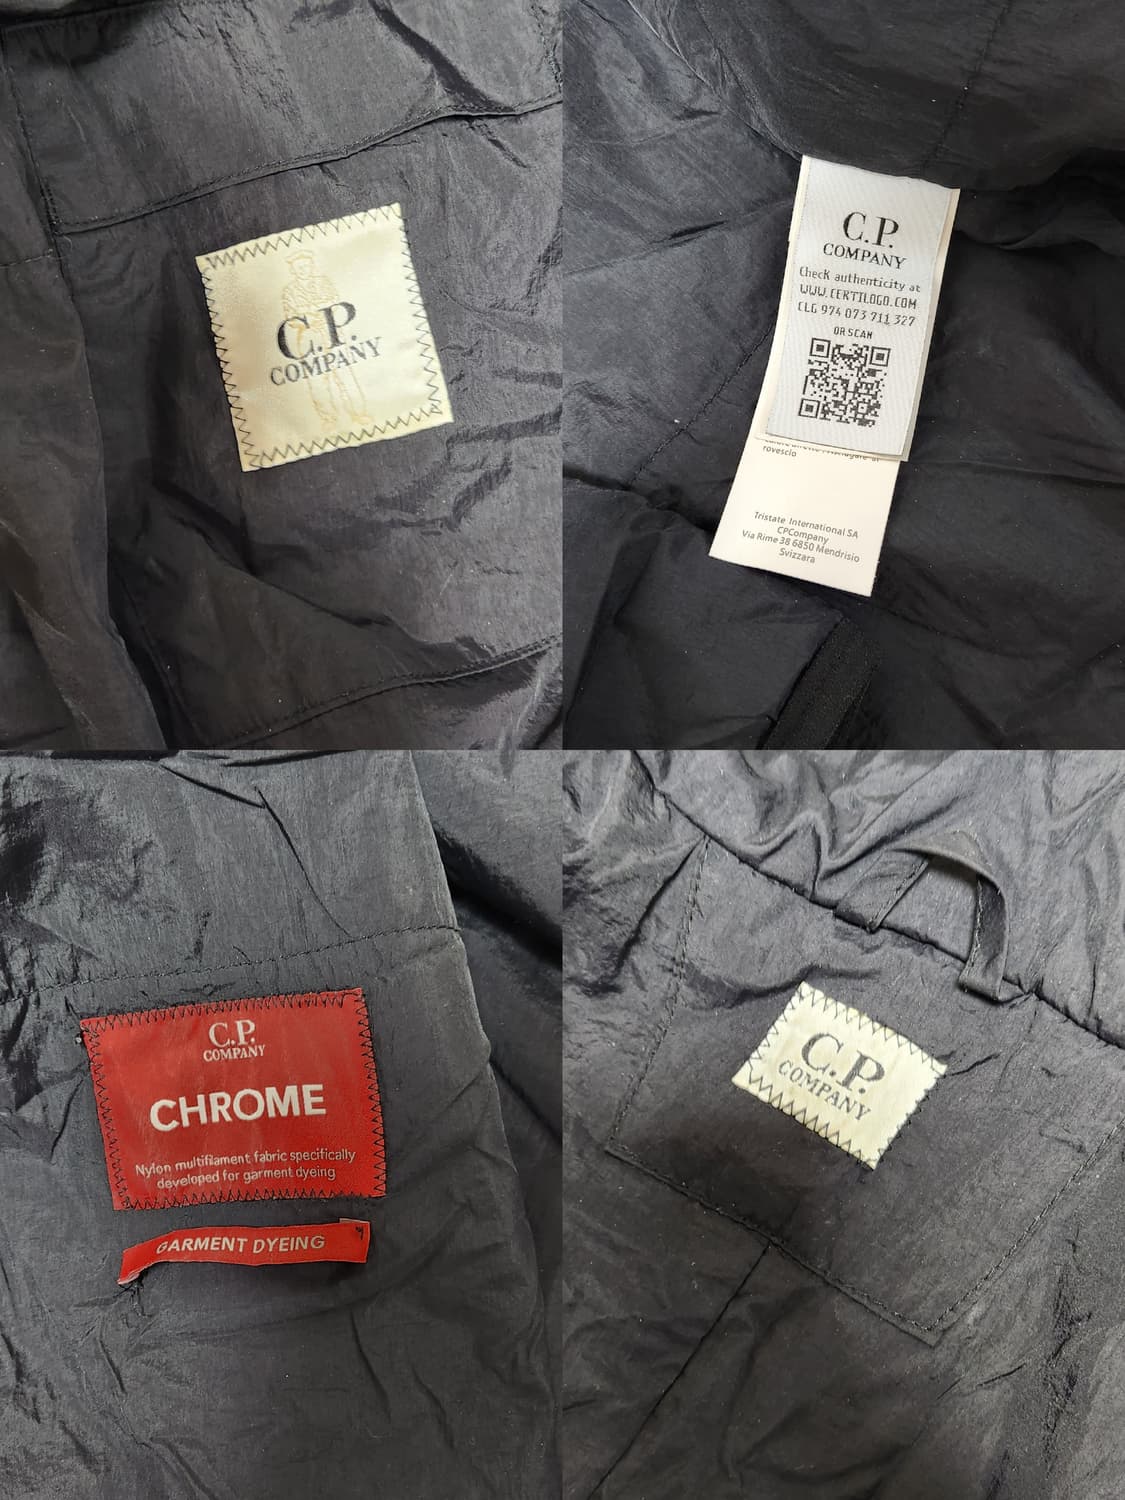 C.P.
COMPANY
C.P.
COMPANY
Check authenticity at
WWW.CERTILOGO.COM
CLG 974 073 711 327
OR SCAN
rovescio
Tristate International SA
CPCompany
Via Rime 38 6850 Mendrisio
Svizzara
C.P.
COMPANY
CHROME
Nylon multifilament fabric specifically
developed for garment dyeing
GARMENT DYEING
C.P.
COMPANY